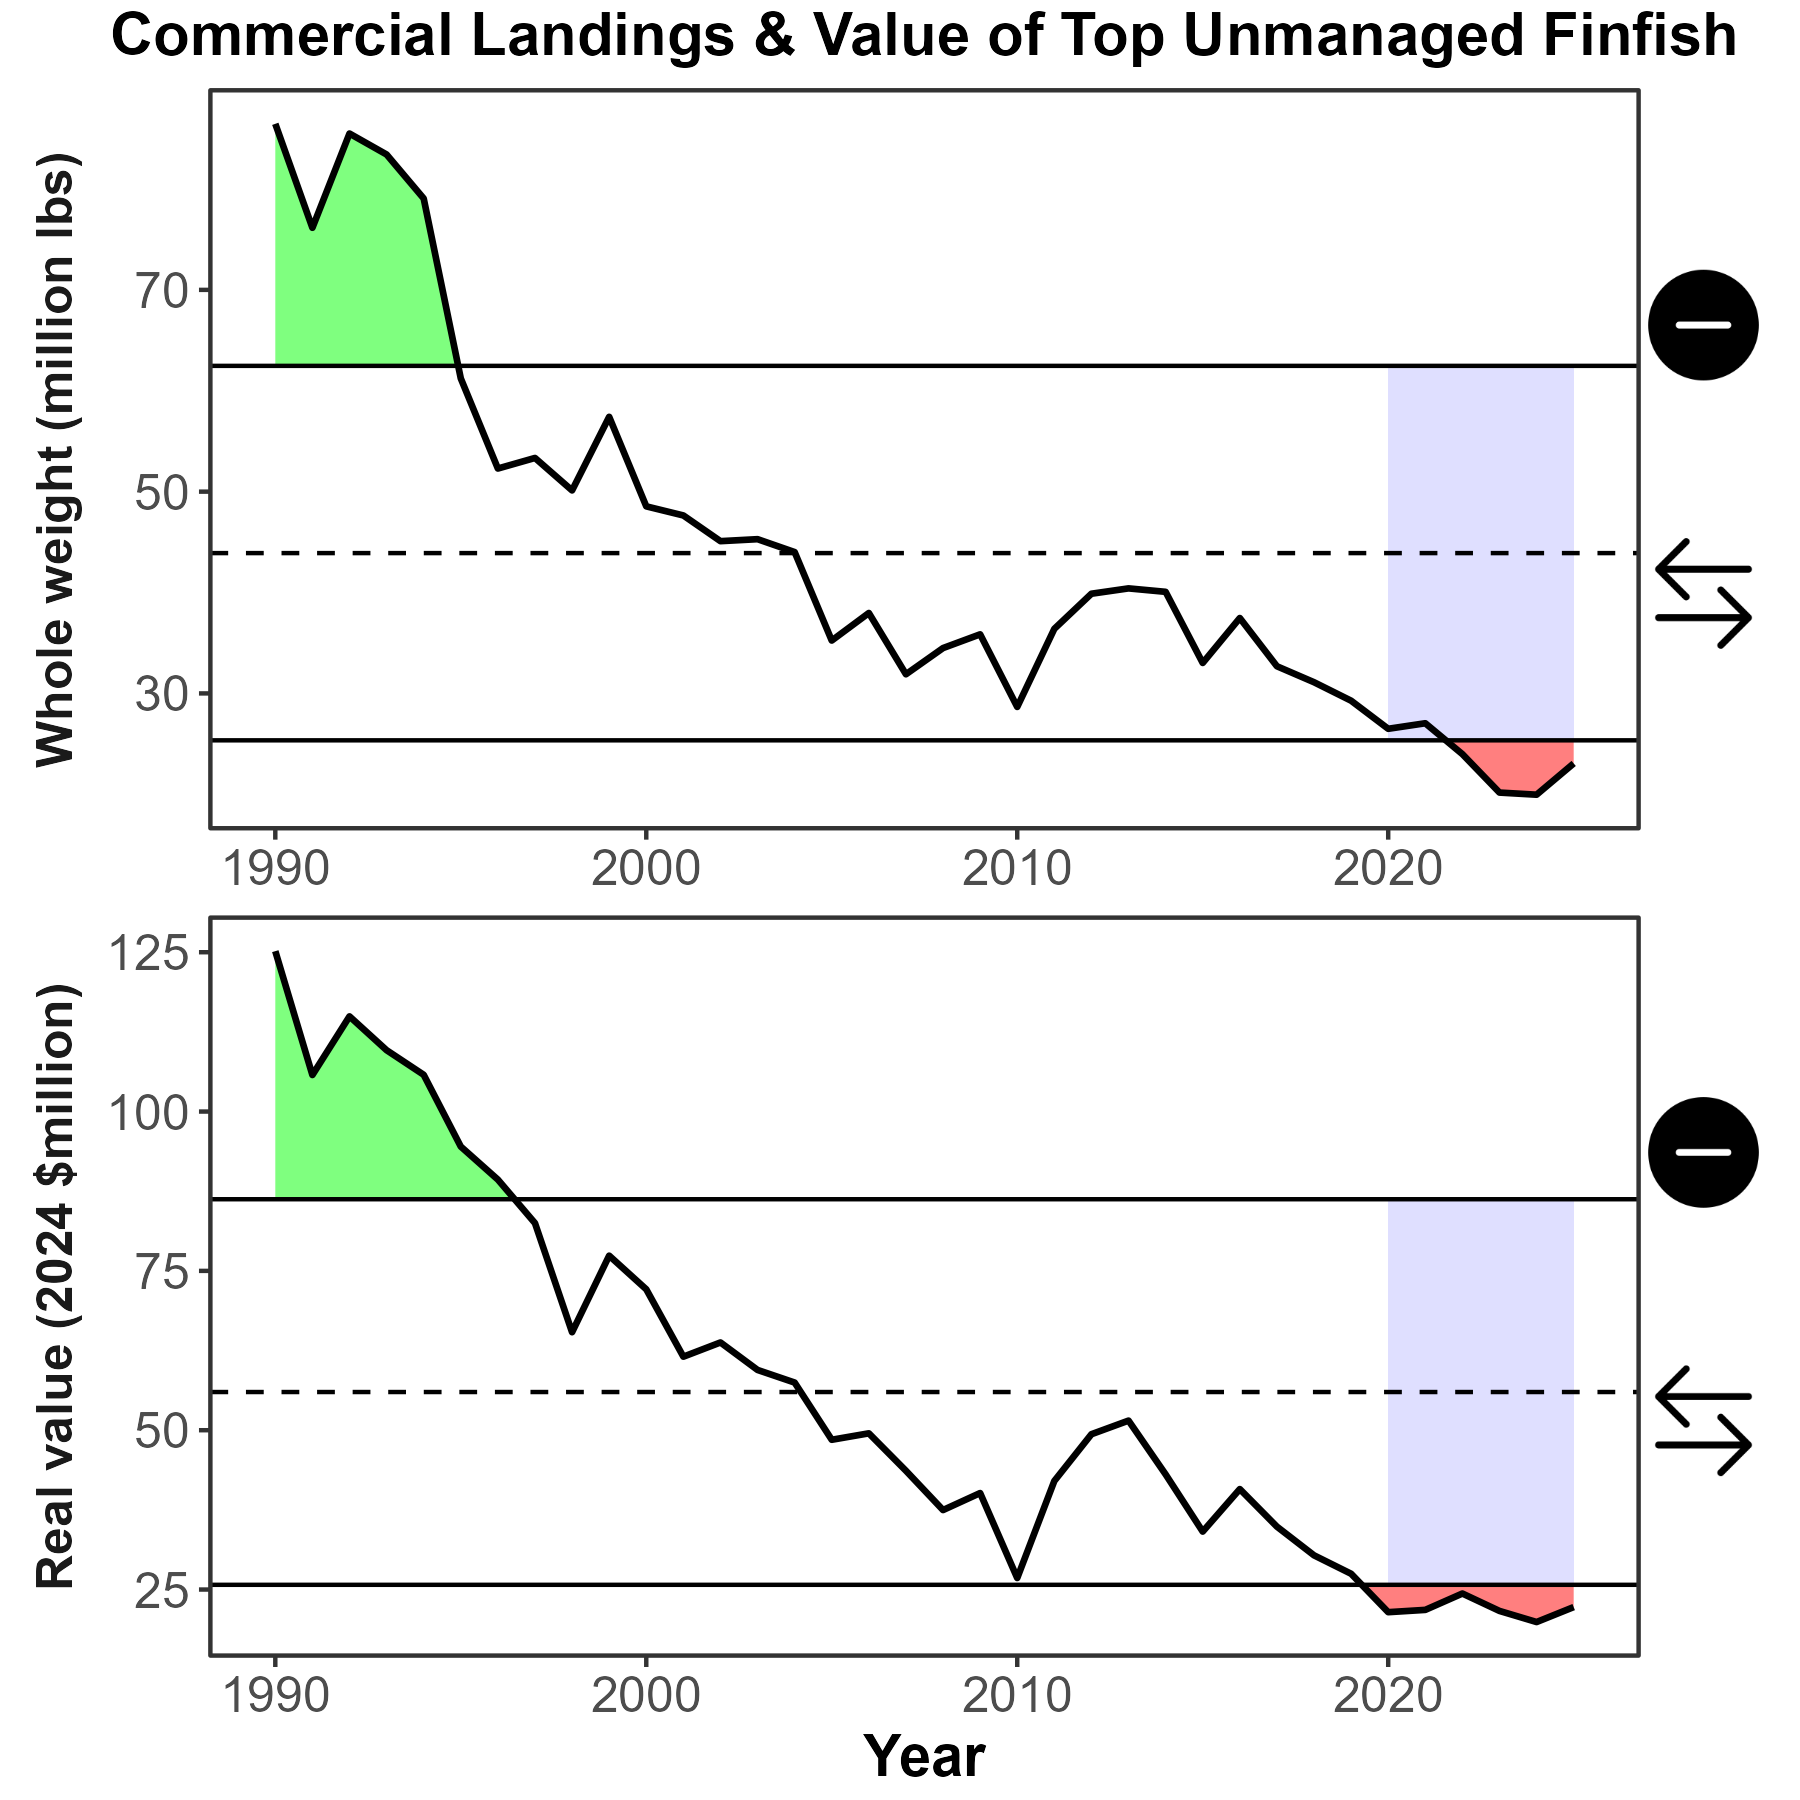 Commercial Landings & Value of Top Unmanaged Finfish
Whole weight (million lbs)
70
50
30
1990 2000 2010 2020
Real value (2024 $million)
125
100
75
50
25
1990 2000 2010 2020
Year